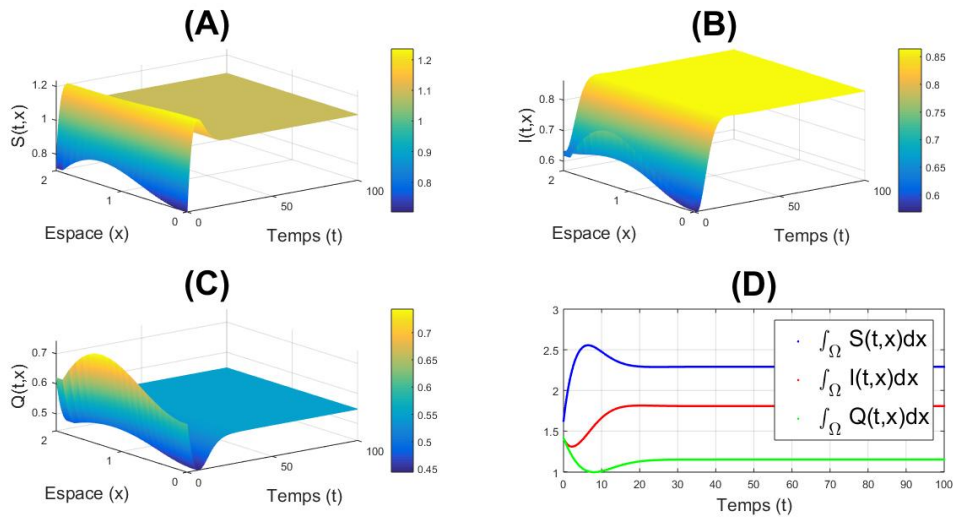 (A)
S(t,x)
1.2
1
0.8
2
1
0
Espace (x)
0
50
100
Temps (t)
1.2
1.1
1
0.9
0.8
(B)
I(t,x)
0.8
0.7
0.6
2
1
0
Espace (x)
0
50
100
Temps (t)
0.85
0.8
0.75
0.7
0.65
0.6
(C)
Q(t,x)
0.7
0.6
0.5
2
1
0
Espace (x)
0
50
100
Temps (t)
0.7
0.65
0.6
0.55
0.5
0.45
(D)
3
2.5
2
1.5
1
0 10 20 30 40 50 60 70 80 90 100
Temps (t)
∫Ω S(t,x)dx
∫Ω I(t,x)dx
∫Ω Q(t,x)dx